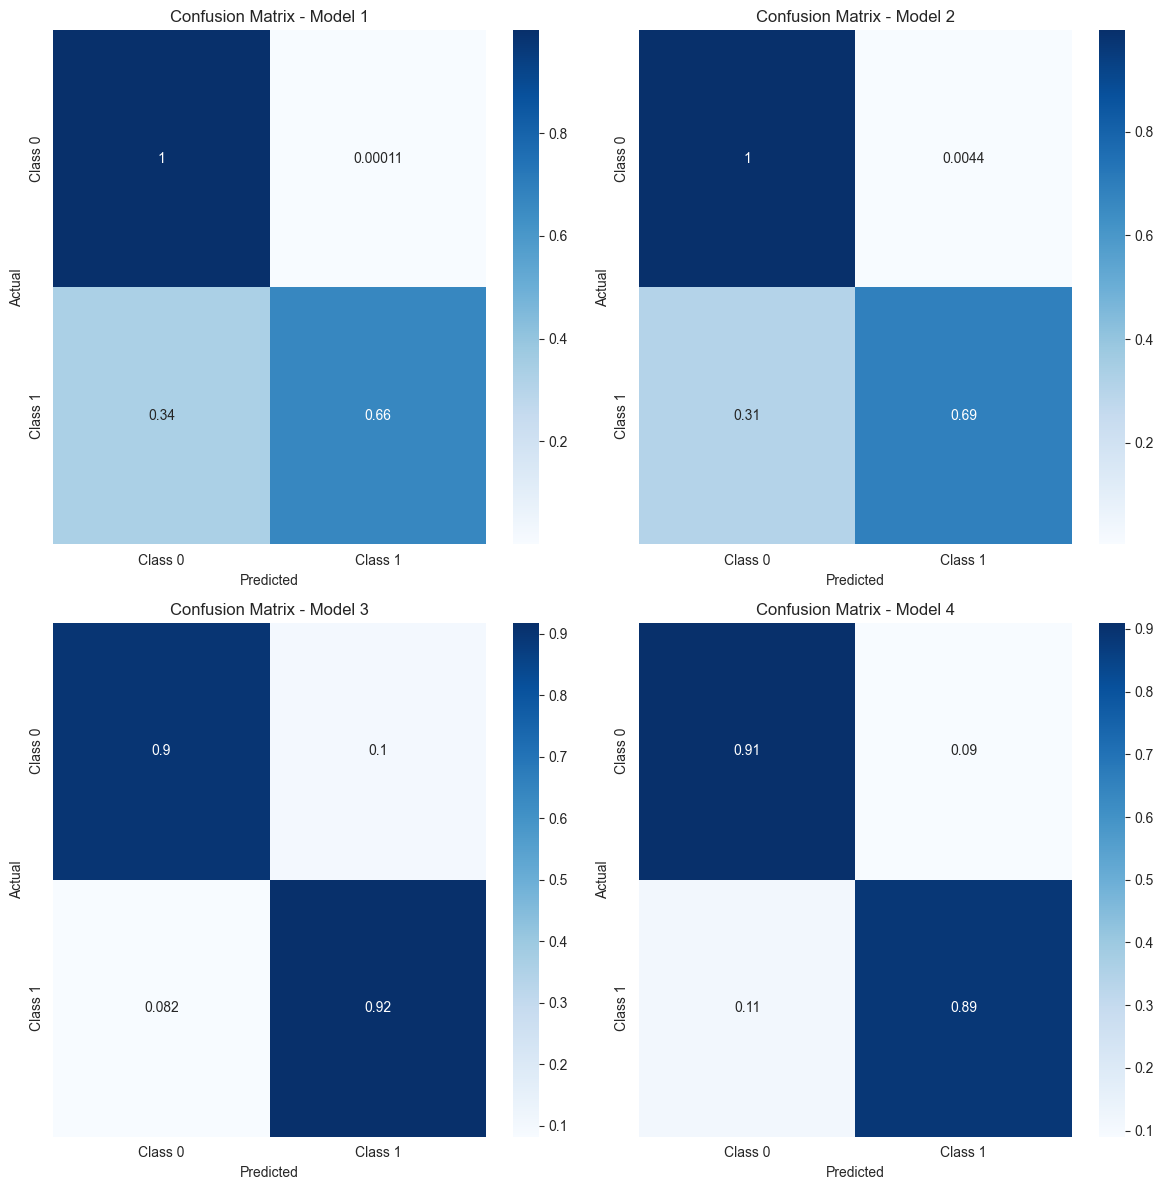 Confusion Matrix - Model 1
Class 0
Class 1
Actual
1
0.00011
0.34
0.66
Class 0
Class 1
Predicted
0.8
0.6
0.4
0.2
Confusion Matrix - Model 2
Class 0
Class 1
Actual
1
0.0044
0.31
0.69
Class 0
Class 1
Predicted
0.8
0.6
0.4
0.2
Confusion Matrix - Model 3
Class 0
Class 1
Actual
0.9
0.1
0.082
0.92
Class 0
Class 1
Predicted
0.9
0.8
0.7
0.6
0.5
0.4
0.3
0.2
0.1
Confusion Matrix - Model 4
Class 0
Class 1
Actual
0.91
0.09
0.11
0.89
Class 0
Class 1
Predicted
0.9
0.8
0.7
0.6
0.5
0.4
0.3
0.2
0.1